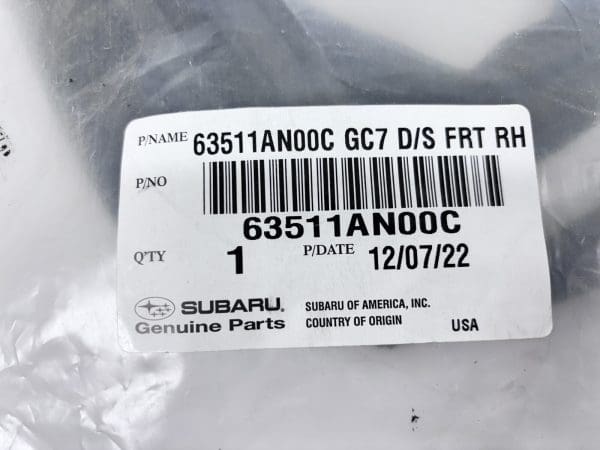 P/NAME 63511AN00C GC7 D/S FRT RH
P/NO
63511AN00C
Q'TY 1 P/DATE 12/07/22
SUBARU. SUBARU OF AMERICA, INC.
Genuine Parts COUNTRY OF ORIGIN USA